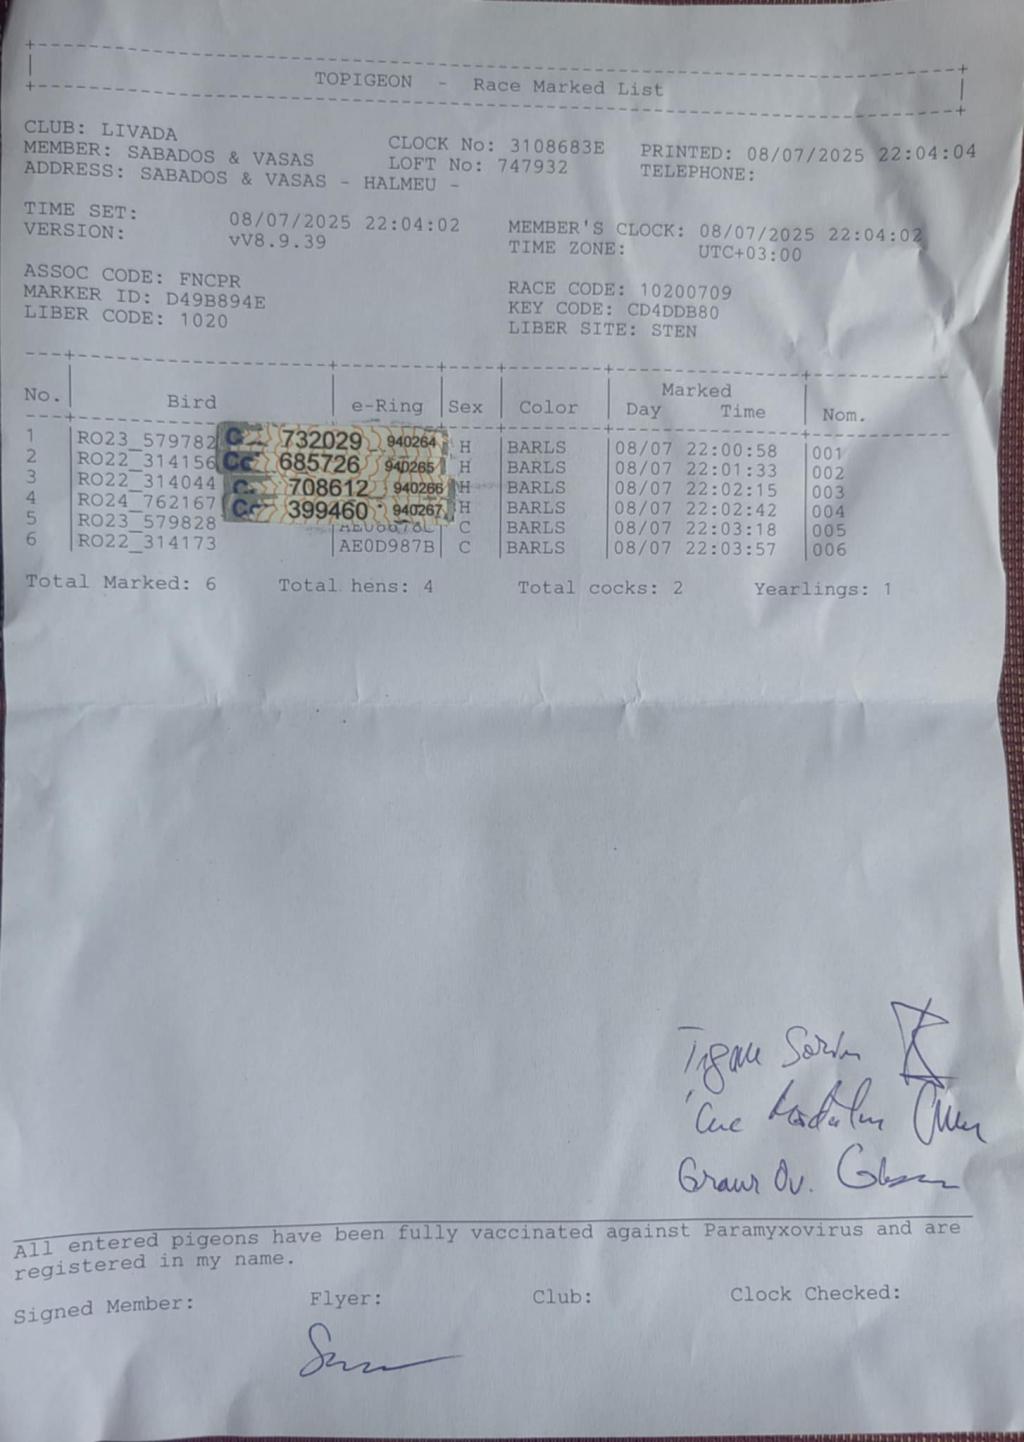 TOPIGEON - Race Marked List
CLUB: LIVADA
MEMBER: SABADOS & VASAS CLOCK No: 3108683E PRINTED: 08/07/2025 22:04:04
ADDRESS: SABADOS & VASAS - HALMEU - LOFT No: 747932 TELEPHONE:
TIME SET: 08/07/2025 22:04:02 MEMBER'S CLOCK: 08/07/2025 22:04:02
VERSION: vV8.9.39 TIME ZONE: UTC+03:00
ASSOC CODE: FNCPR RACE CODE: 10200709
MARKER ID: D49B894E KEY CODE: CD4DDB80
LIBER CODE: 1020 LIBER SITE: STEN
No. Bird e-Ring Sex Color Marked Day Time Nom.
1 RO23_579782 732029 940264 H BARLS 08/07 22:00:58 001
2 RO22_314156 685726 940265 H BARLS 08/07 22:01:33 002
3 RO22_314044 708612 940266 H BARLS 08/07 22:02:15 003
4 RO24_762167 399460 940267 H BARLS 08/07 22:02:42 004
5 RO23_579828 C BARLS 08/07 22:03:18 005
6 RO22_314173 AE0D987B C BARLS 08/07 22:03:57 006
Total Marked: 6 Total hens: 4 Total cocks: 2 Yearlings: 1
Sorin
Graur Ov.
All entered pigeons have been fully vaccinated against Paramyxovirus and are
registered in my name.
Signed Member: Flyer: Club: Clock Checked: